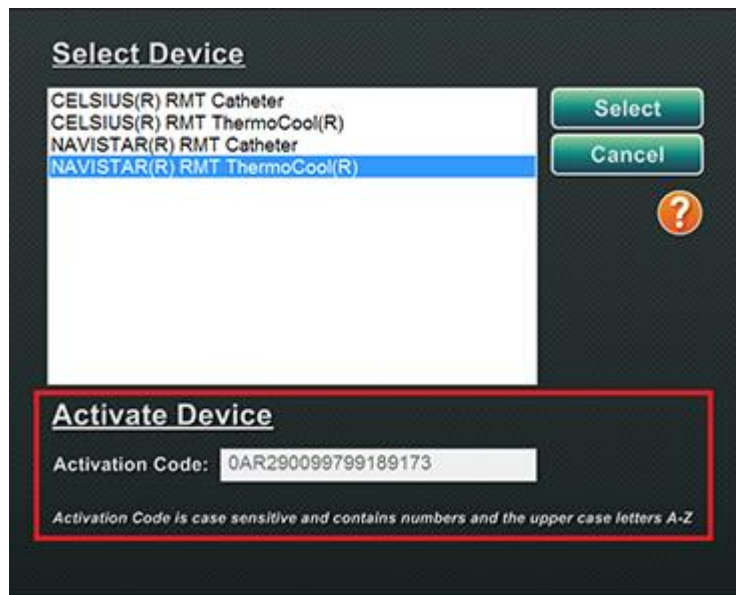 Select Device
CELSIUS(R) RMT Catheter
CELSIUS(R) RMT ThermoCool(R)
NAVISTAR(R) RMT Catheter
NAVISTAR(R) RMT ThermoCool(R)
Select
Cancel
?
Activate Device
Activation Code: 0AR290099799189173
Activation Code is case sensitive and contains numbers and the upper case letters A-Z